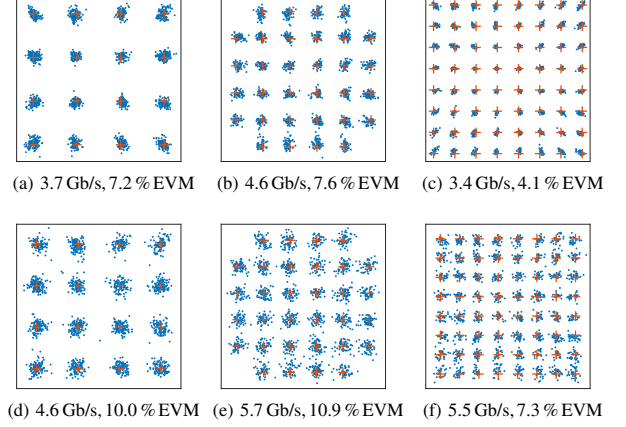 (a) 3.7 Gb/s, 7.2 % EVM
(b) 4.6 Gb/s, 7.6 % EVM
(c) 3.4 Gb/s, 4.1 % EVM
(d) 4.6 Gb/s, 10.0 % EVM
(e) 5.7 Gb/s, 10.9 % EVM
(f) 5.5 Gb/s, 7.3 % EVM